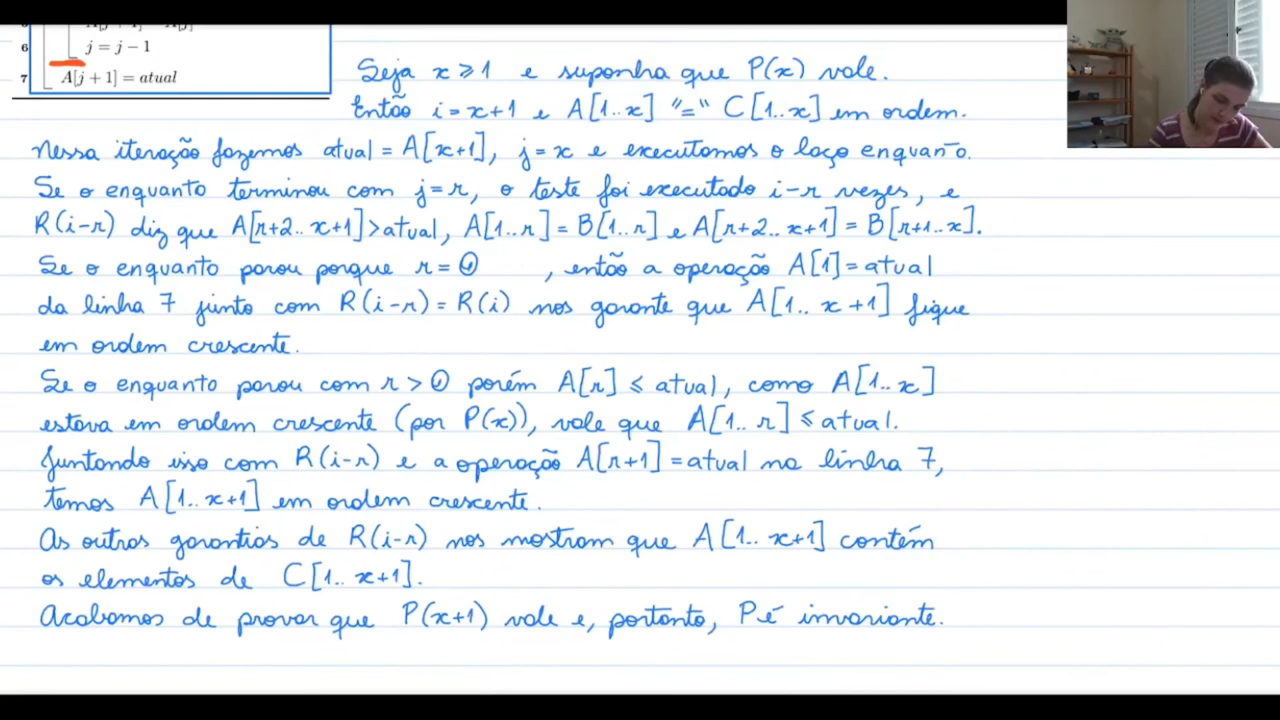 6 j = j − 1
7 A[j + 1] = atual
Seja x ⩾ 1 e suponha que P(x) vale.
Então i = x+1 e A[1..x] "=" C[1..x] em ordem.
Nessa iteração fazemos atual = A[x+1], j = x e executamos o laço enquanto.
Se o enquanto terminou com j = r, o teste foi executado i-r vezes, e
R(i-r) diz que A[r+2..x+1] > atual, A[1..r] = B[1..r] e A[r+2..x+1] = B[r+1..x].
Se o enquanto parou porque r = 0, então a operação A[1] = atual
da linha 7 junto com R(i-r) = R(i) nos garante que A[1..x+1] fique
em ordem crescente.
Se o enquanto parou com r > 0 porém A[r] ⩽ atual, como A[1..x]
estava em ordem crescente (por P(x)), vale que A[1..r] ⩽ atual.
Juntando isso com R(i-r) e a operação A[r+1] = atual na linha 7,
temos A[1..x+1] em ordem crescente.
As outras garantias de R(i-r) nos mostram que A[1..x+1] contém
os elementos de C[1..x+1].
Acabamos de provar que P(x+1) vale e, portanto, P é invariante.